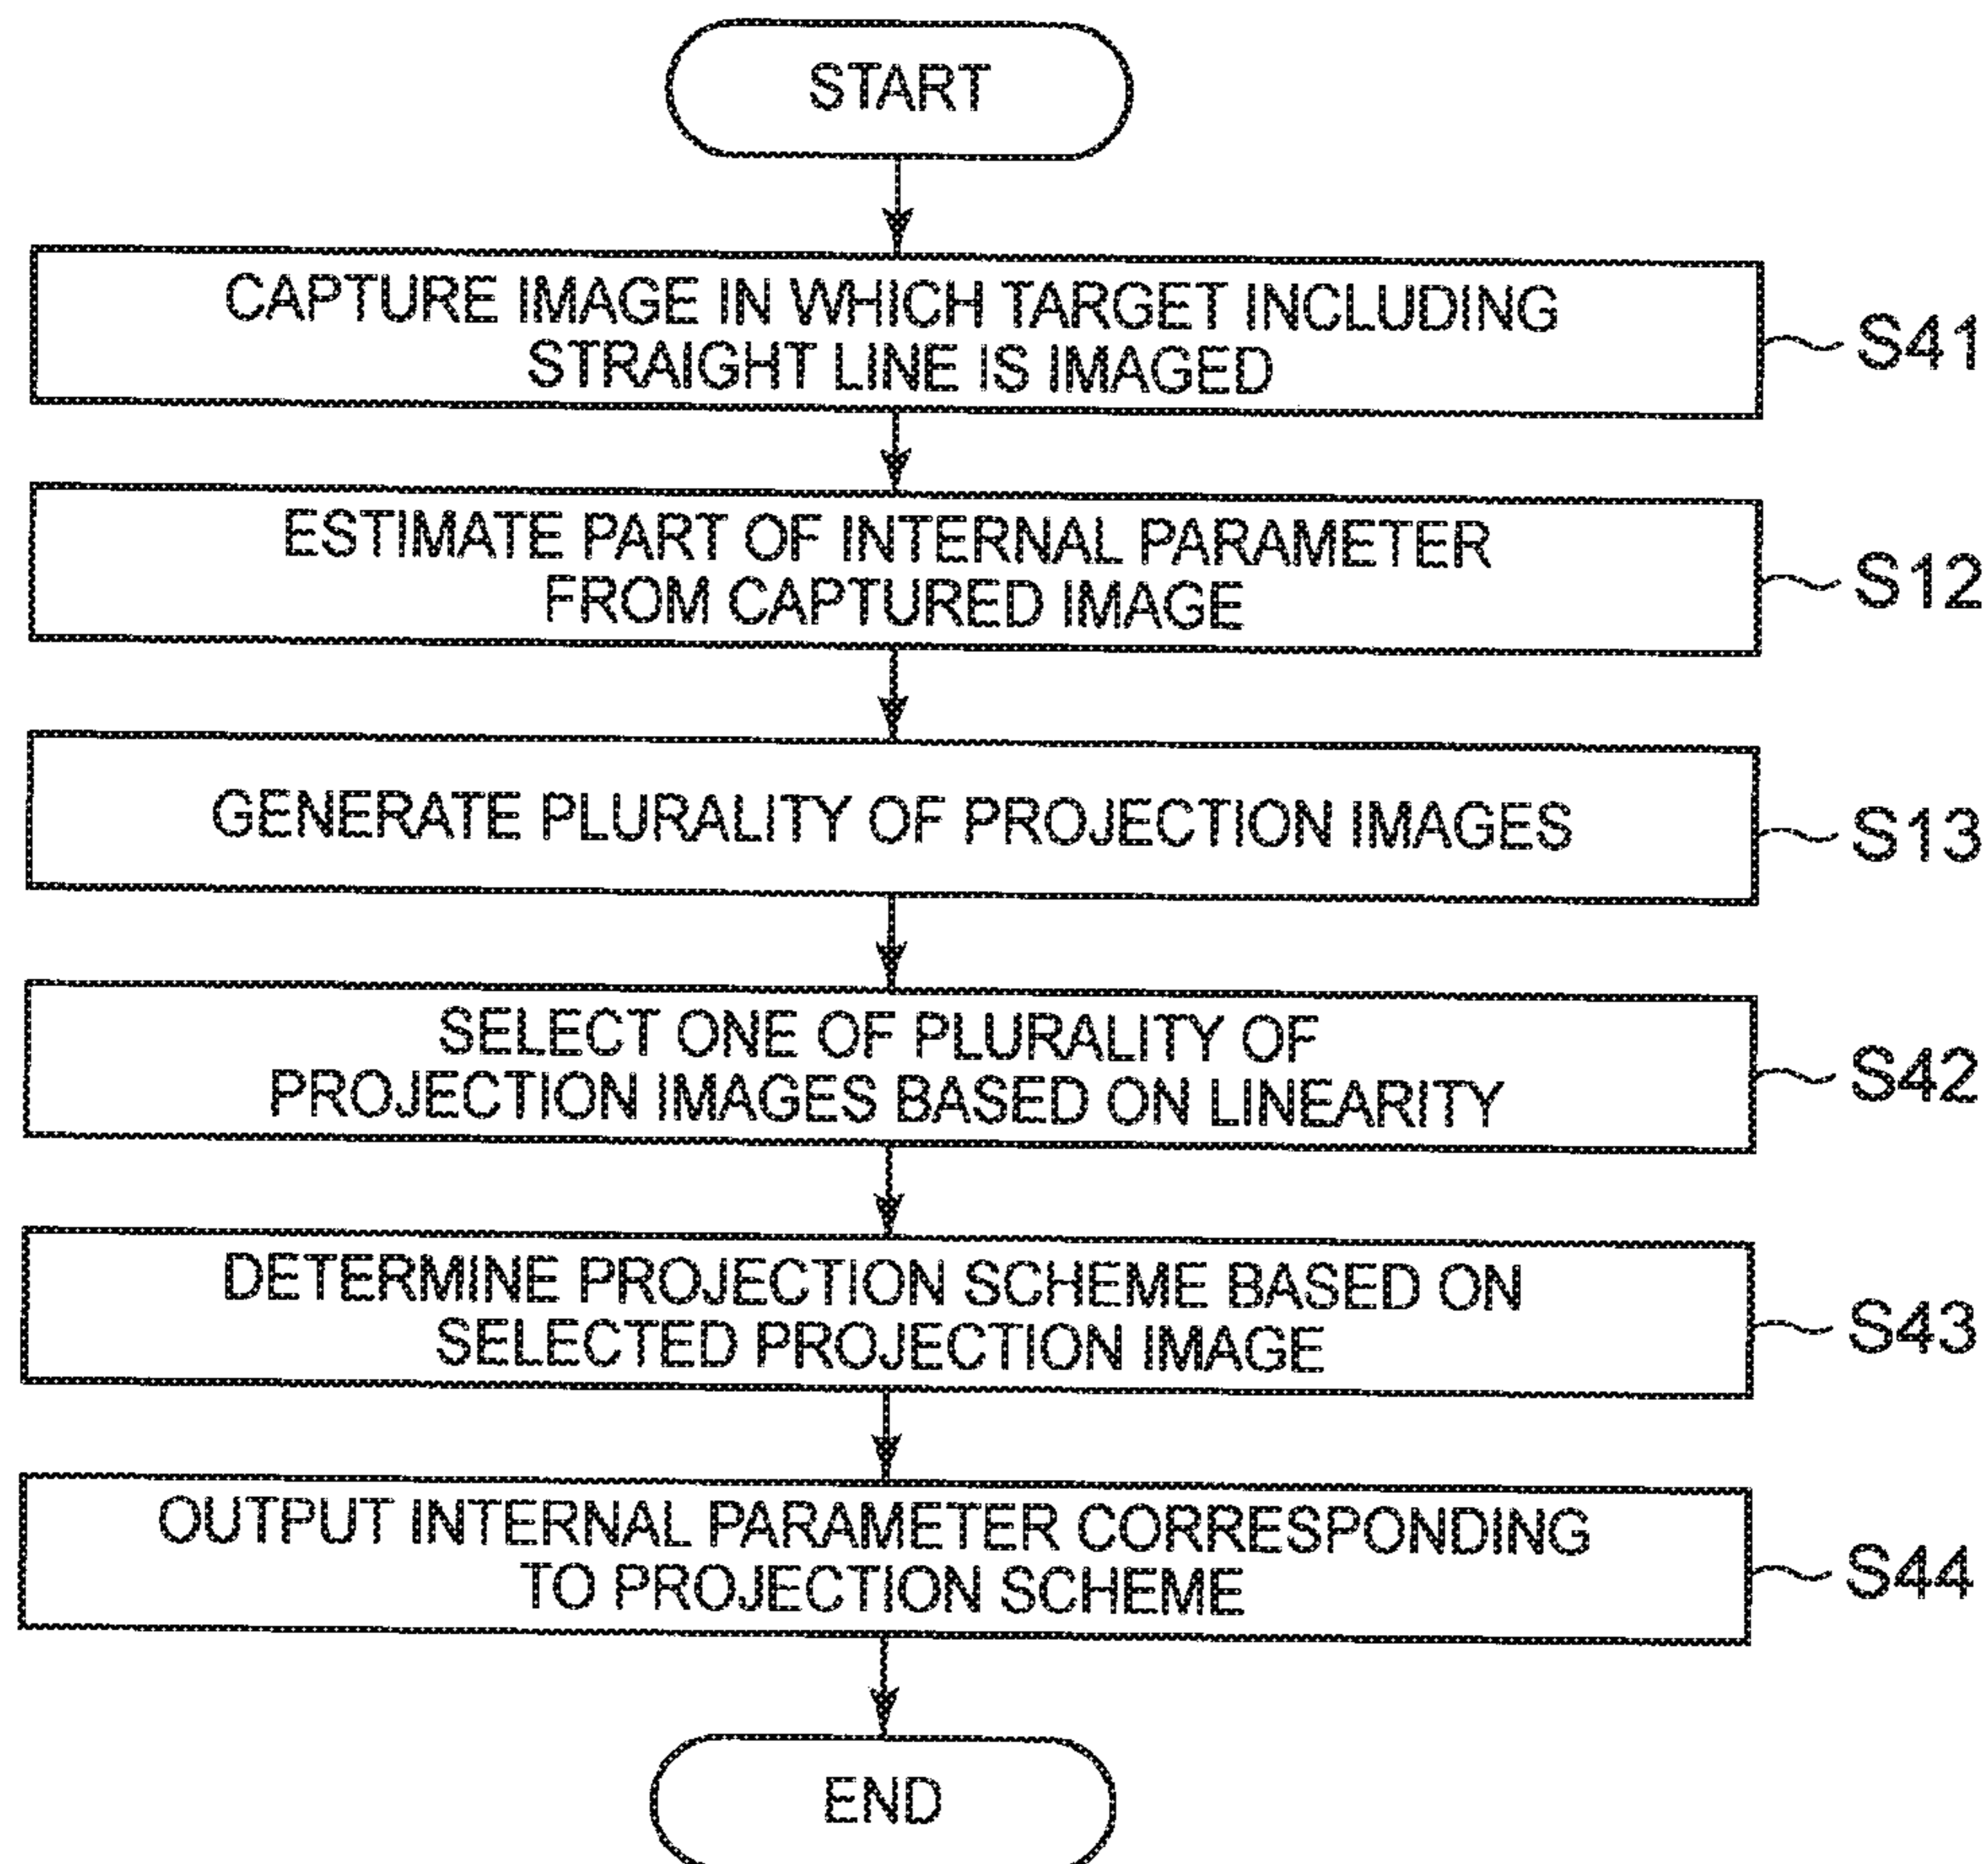 START
CAPTURE IMAGE IN WHICH TARGET INCLUDING
STRAIGHT LINE IS IMAGED
S41
ESTIMATE PART OF INTERNAL PARAMETER
FROM CAPTURED IMAGE
S12
GENERATE PLURALITY OF PROJECTION IMAGES
S13
SELECT ONE OF PLURALITY OF
PROJECTION IMAGES BASED ON LINEARITY
S42
DETERMINE PROJECTION SCHEME BASED ON
SELECTED PROJECTION IMAGE
S43
OUTPUT INTERNAL PARAMETER CORRESPONDING
TO PROJECTION SCHEME
S44
END